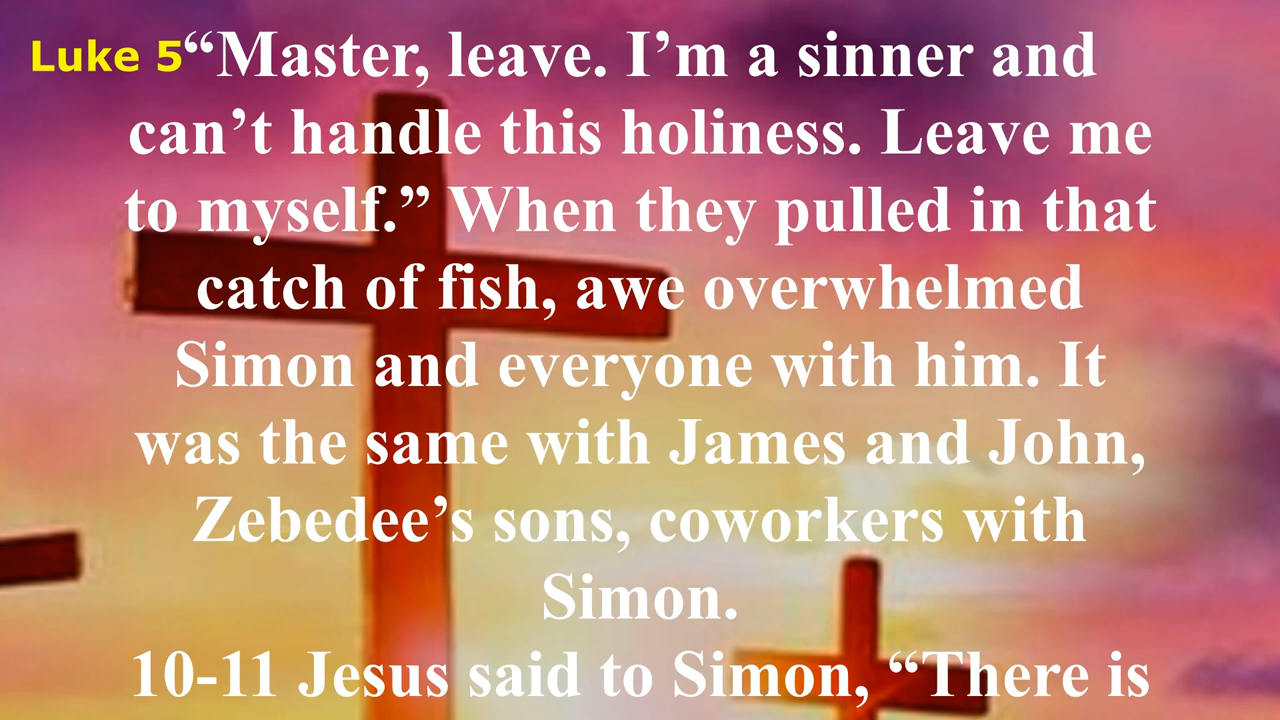 Luke 5
“Master, leave. I’m a sinner and
can’t handle this holiness. Leave me
to myself.” When they pulled in that
catch of fish, awe overwhelmed
Simon and everyone with him. It
was the same with James and John,
Zebedee’s sons, coworkers with
Simon.
10-11 Jesus said to Simon, “There is